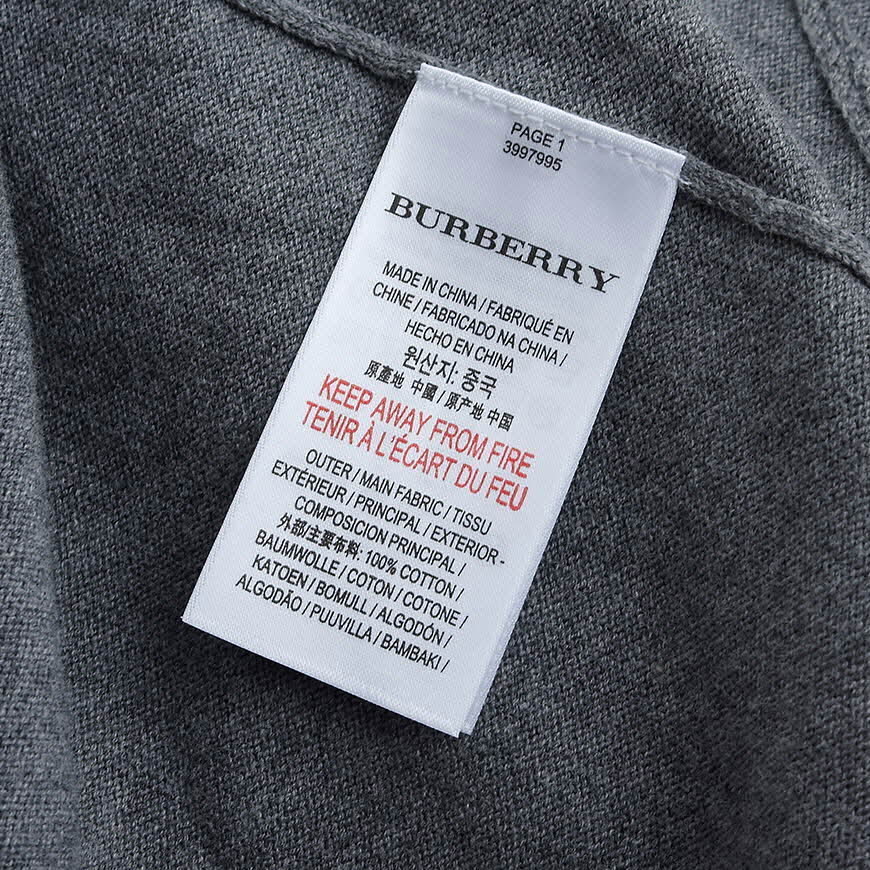 PAGE 1
3997995
BURBERRY
MADE IN CHINA / FABRIQUÉ EN
CHINE / FABRICADO NA CHINA /
HECHO EN CHINA
원산지: 중국
原產地 中國 / 原产地 中国
KEEP AWAY FROM FIRE
TENIR À L'ÉCART DU FEU
OUTER / MAIN FABRIC / TISSU
EXTÉRIEUR / PRINCIPAL / EXTERIOR -
COMPOSICION PRINCIPAL /
外部/主要布料: 100% COTTON /
BAUMWOLLE / COTON / COTONE /
KATOEN / BOMULL / ALGODÓN /
ALGODÃO / PUUVILLA / BAMBAKI /